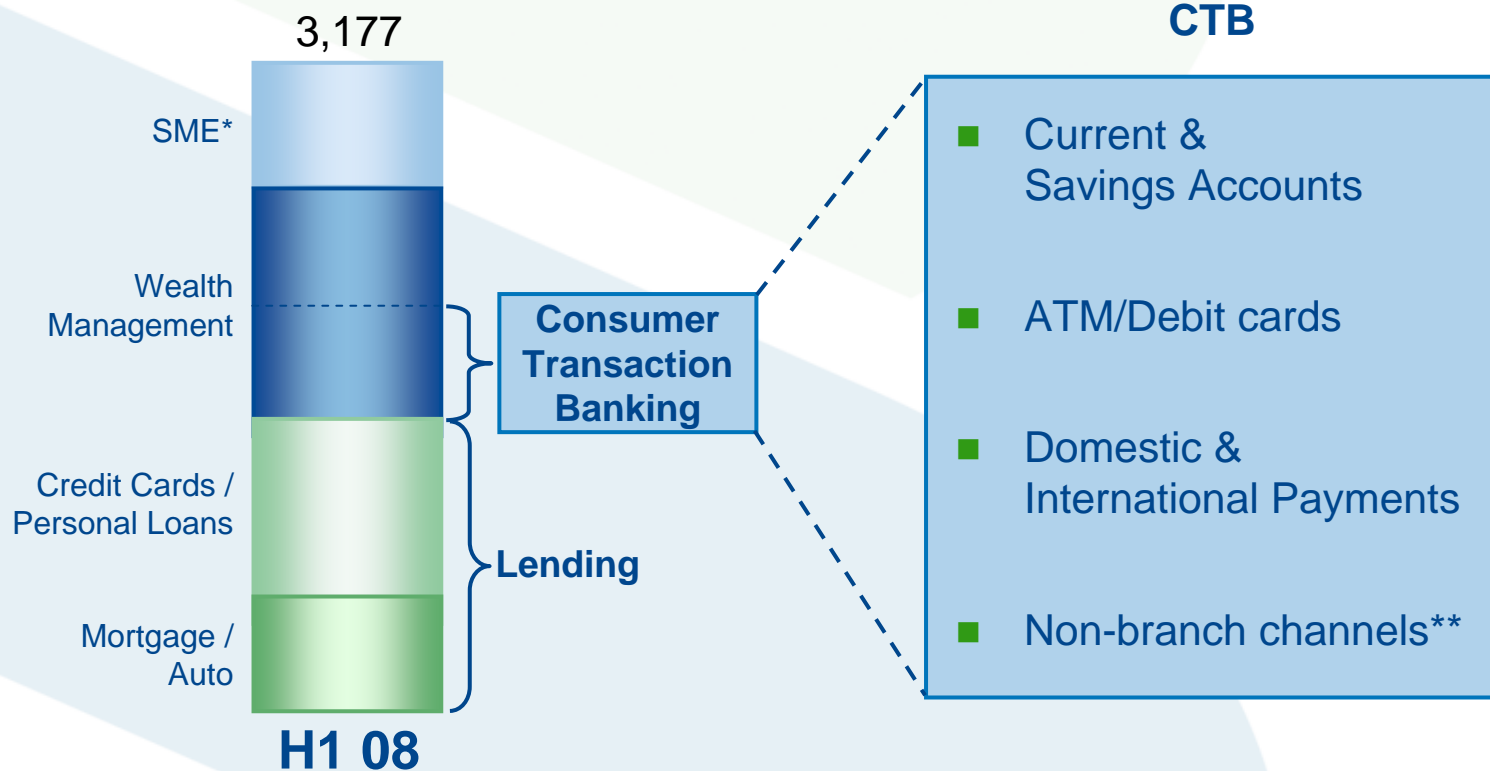 3,177
SME*
Wealth
Management
Credit Cards /
Personal Loans
Mortgage /
Auto
H1 08
Consumer
Transaction
Banking
Lending
CTB
■ Current &
Savings Accounts
■ ATM/Debit cards
■ Domestic &
International Payments
■ Non-branch channels**